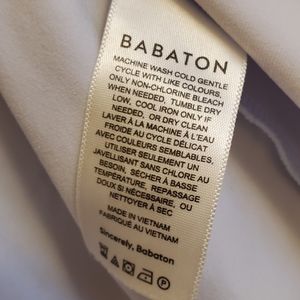 BABATON
MACHINE WASH COLD GENTLE
CYCLE WITH LIKE COLOURS,
ONLY NON-CHLORINE BLEACH
WHEN NEEDED, TUMBLE DRY
LOW, COOL IRON ONLY IF
NEEDED, OR DRY CLEAN
LAVER À LA MACHINE À L'EAU
FROIDE AU CYCLE DÉLICAT
AVEC COULEURS SEMBLABLES,
UTILISER SEULEMENT UN
JAVELLISANT SANS CHLORE AU
BESOIN, SÉCHER À BASSE
TEMPÉRATURE, REPASSAGE
DOUX SI NÉCESSAIRE, OU
NETTOYER À SEC
MADE IN VIETNAM
FABRIQUÉ AU VIETNAM
Sincerely, Babaton